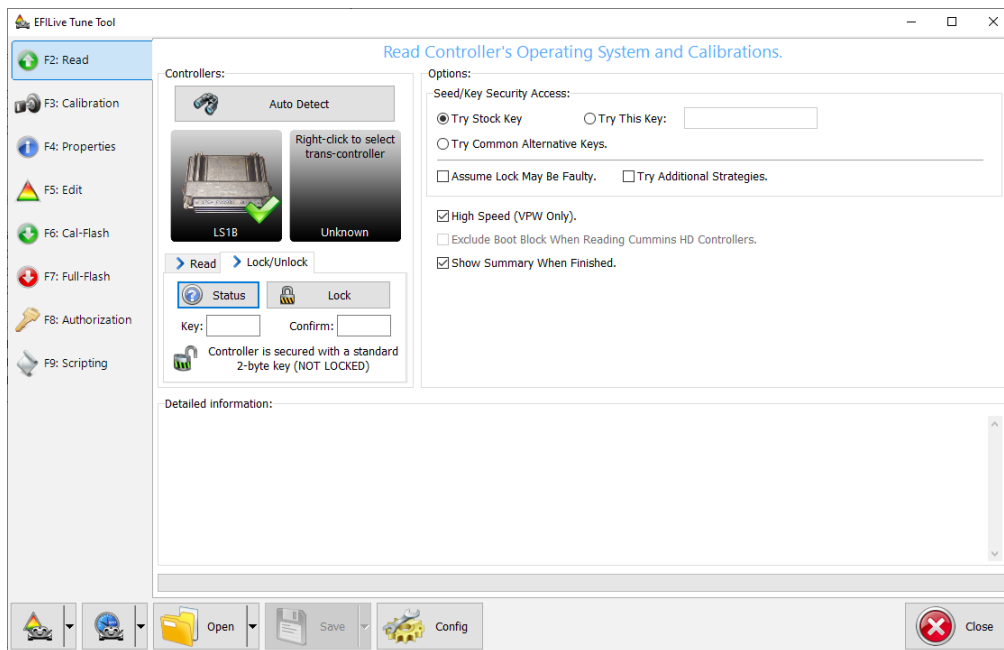 EFILive Tune Tool
Read Controller's Operating System and Calibrations.
F2: Read
F3: Calibration
F4: Properties
F5: Edit
F6: Cal-Flash
F7: Full-Flash
F8: Authorization
F9: Scripting
Controllers:
Auto Detect
LS1B
Right-click to select
trans-controller
Unknown
Read
Lock/Unlock
Status
Lock
Key:
Confirm:
Controller is secured with a standard
2-byte key (NOT LOCKED)
Options:
Seed/Key Security Access:
Try Stock Key
Try This Key:
Try Common Alternative Keys.
Assume Lock May Be Faulty.
Try Additional Strategies.
High Speed (VPW Only).
Exclude Boot Block When Reading Cummins HD Controllers.
Show Summary When Finished.
Detailed information:
Open
Save
Config
Close